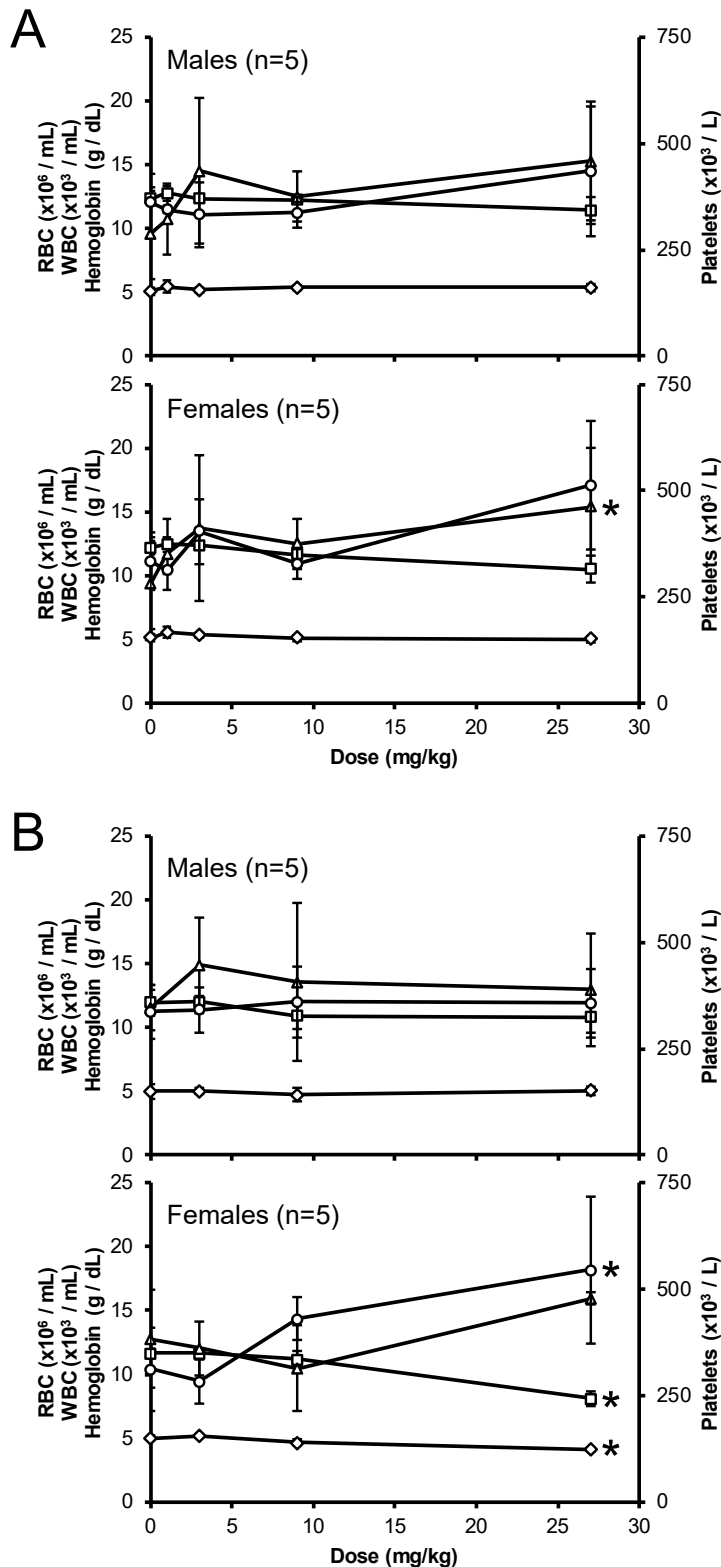 A
Males (n=5)
25
20
15
10
5
0
RBC (x10⁶ / mL)
WBC (x10³ / mL)
Hemoglobin (g / dL)
750
500
250
0
Platelets (x10³ / L)
Females (n=5)
25
20
15
10
5
0
RBC (x10⁶ / mL)
WBC (x10³ / mL)
Hemoglobin (g / dL)
*
750
500
250
0
Platelets (x10³ / L)
0 5 10 15 20 25 30
Dose (mg/kg)
B
Males (n=5)
25
20
15
10
5
0
RBC (x10⁶ / mL)
WBC (x10³ / mL)
Hemoglobin (g / dL)
750
500
250
0
Platelets (x10³ / L)
Females (n=5)
25
20
15
10
5
0
RBC (x10⁶ / mL)
WBC (x10³ / mL)
Hemoglobin (g / dL)
*
*
*
750
500
250
0
Platelets (x10³ / L)
0 5 10 15 20 25 30
Dose (mg/kg)